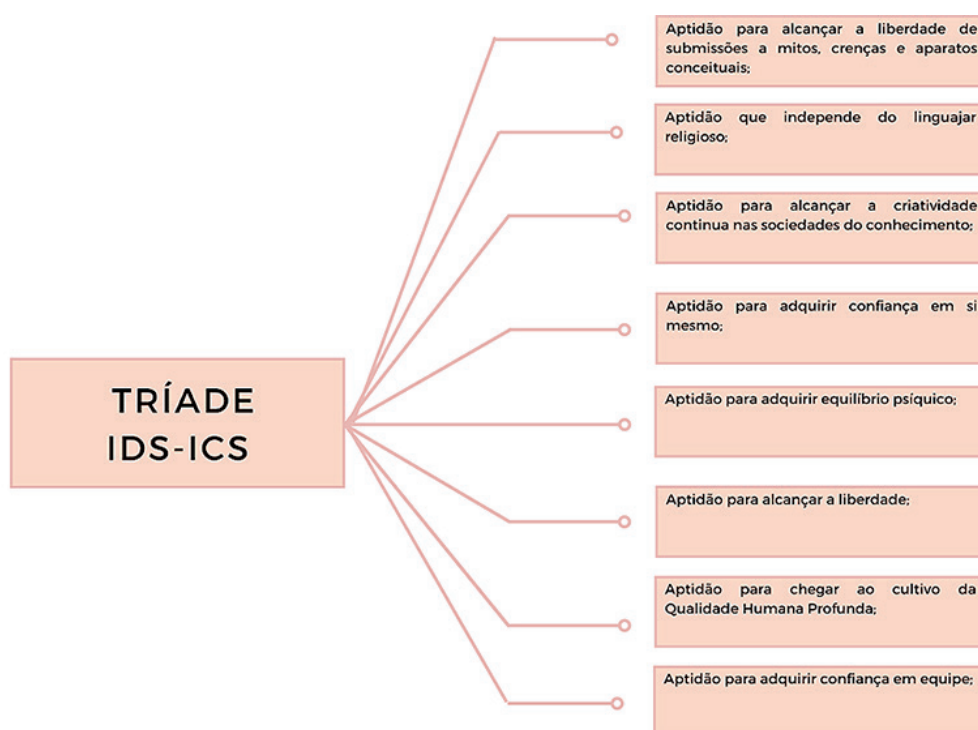 Aptidão para alcançar a liberdade de
submissões a mitos, crenças e aparatos
conceituais;
Aptidão que independe do linguajar
religioso;
Aptidão para alcançar a criatividade
continua nas sociedades do conhecimento;
Aptidão para adquirir confiança em si
mesmo;
TRÍADE
IDS-ICS
Aptidão para adquirir equilíbrio psíquico;
Aptidão para alcançar a liberdade;
Aptidão para chegar ao cultivo da
Qualidade Humana Profunda;
Aptidão para adquirir confiança em equipe;